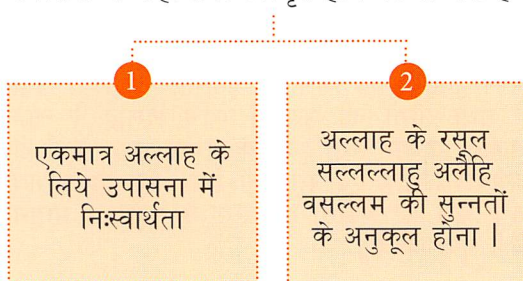 1
एकमात्र अल्लाह के
लिये उपासना में
निःस्वार्थता
2
अल्लाह के रसूल
सल्लल्लाहु अलैहि
वसल्लम की सुन्नतों
के अनुकूल होना |